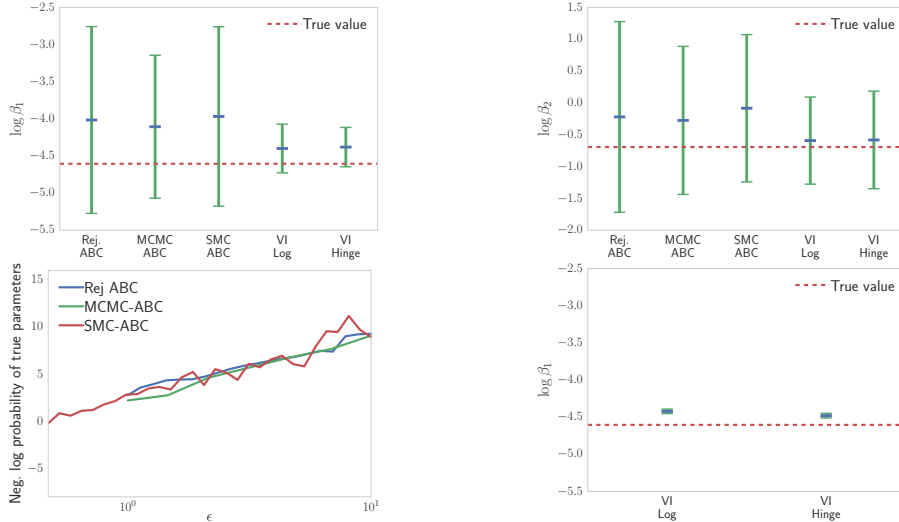 −2.5
−3.0
−3.5
−4.0
−4.5
−5.0
−5.5
log β₁
True value
Rej. ABC
MCMC ABC
SMC ABC
VI Log
VI Hinge
1.5
1.0
0.5
0.0
−0.5
−1.0
−1.5
−2.0
log β₂
True value
Rej. ABC
MCMC ABC
SMC ABC
VI Log
VI Hinge
15
10
5
0
−5
Neg. log probability of true parameters
Rej ABC
MCMC-ABC
SMC-ABC
10⁰
10¹
ϵ
−2.5
−3.0
−3.5
−4.0
−4.5
−5.0
−5.5
log β₁
True value
VI Log
VI Hinge